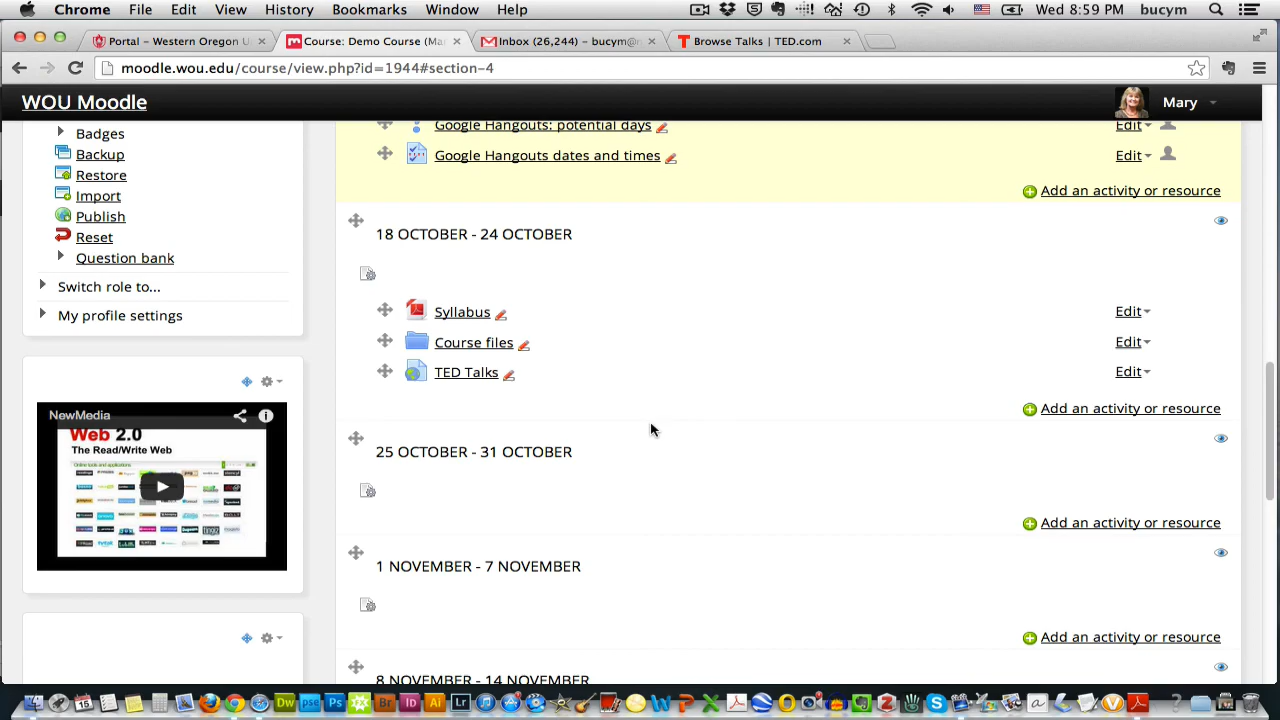 Chrome File Edit View History Bookmarks Window Help Wed 8:59 PM bucym
Portal – Western Oregon U
Course: Demo Course (Mar
Inbox (26,244) – bucym@
Browse Talks | TED.com
moodle.wou.edu/course/view.php?id=1944#section-4
WOU Moodle
Mary
Badges
Backup
Restore
Import
Publish
Reset
Question bank
Switch role to...
My profile settings
NewMedia
Web 2.0
The Read/Write Web
Google Hangouts: potential days
Edit
Google Hangouts dates and times
Edit
Add an activity or resource
18 OCTOBER - 24 OCTOBER
Syllabus
Edit
Course files
Edit
TED Talks
Edit
Add an activity or resource
25 OCTOBER - 31 OCTOBER
Add an activity or resource
1 NOVEMBER - 7 NOVEMBER
Add an activity or resource
8 NOVEMBER - 14 NOVEMBER